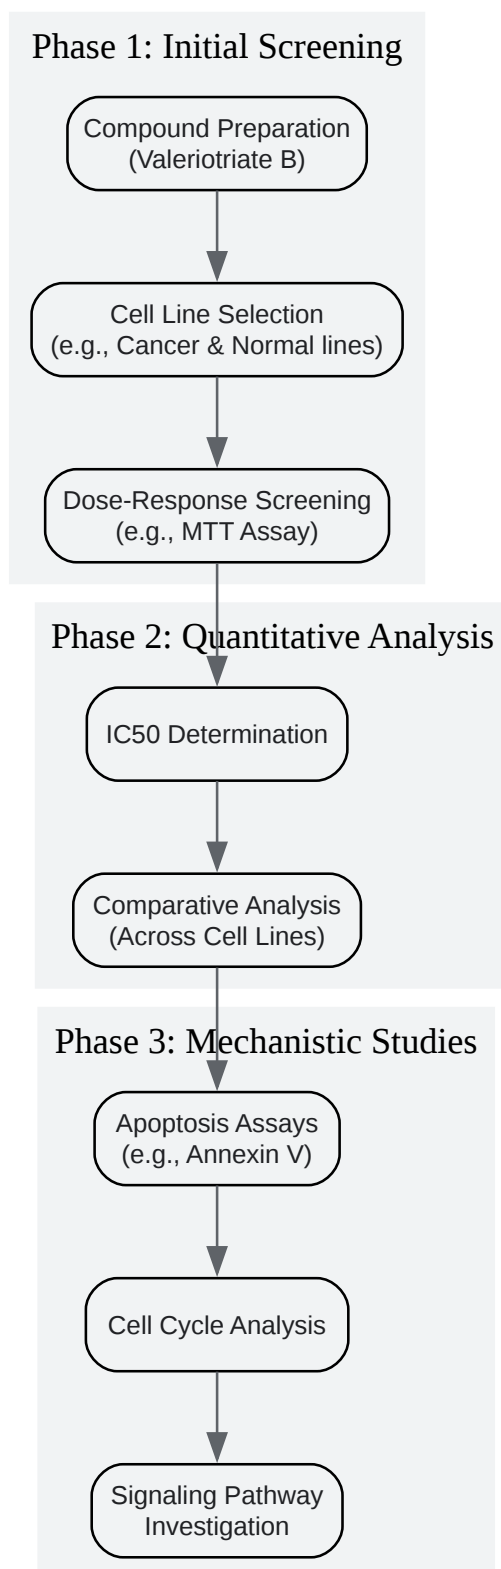 Phase 1: Initial Screening
Compound Preparation
(Valeriotriate B)
Cell Line Selection
(e.g., Cancer & Normal lines)
Dose-Response Screening
(e.g., MTT Assay)
Phase 2: Quantitative Analysis
IC50 Determination
Comparative Analysis
(Across Cell Lines)
Phase 3: Mechanistic Studies
Apoptosis Assays
(e.g., Annexin V)
Cell Cycle Analysis
Signaling Pathway
Investigation